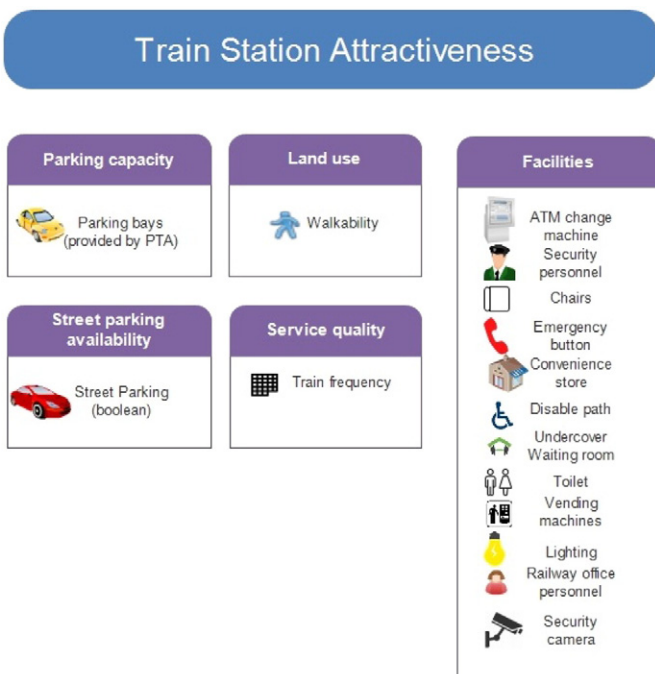 Train Station Attractiveness
Parking capacity
Parking bays
(provided by PTA)
Land use
Walkability
Street parking
availability
Street Parking
(boolean)
Service quality
Train frequency
Facilities
ATM change
machine
Security
personnel
Chairs
Emergency
button
Convenience
store
Disable path
Undercover
Waiting room
Toilet
Vending
machines
Lighting
Railway office
personnel
Security
camera